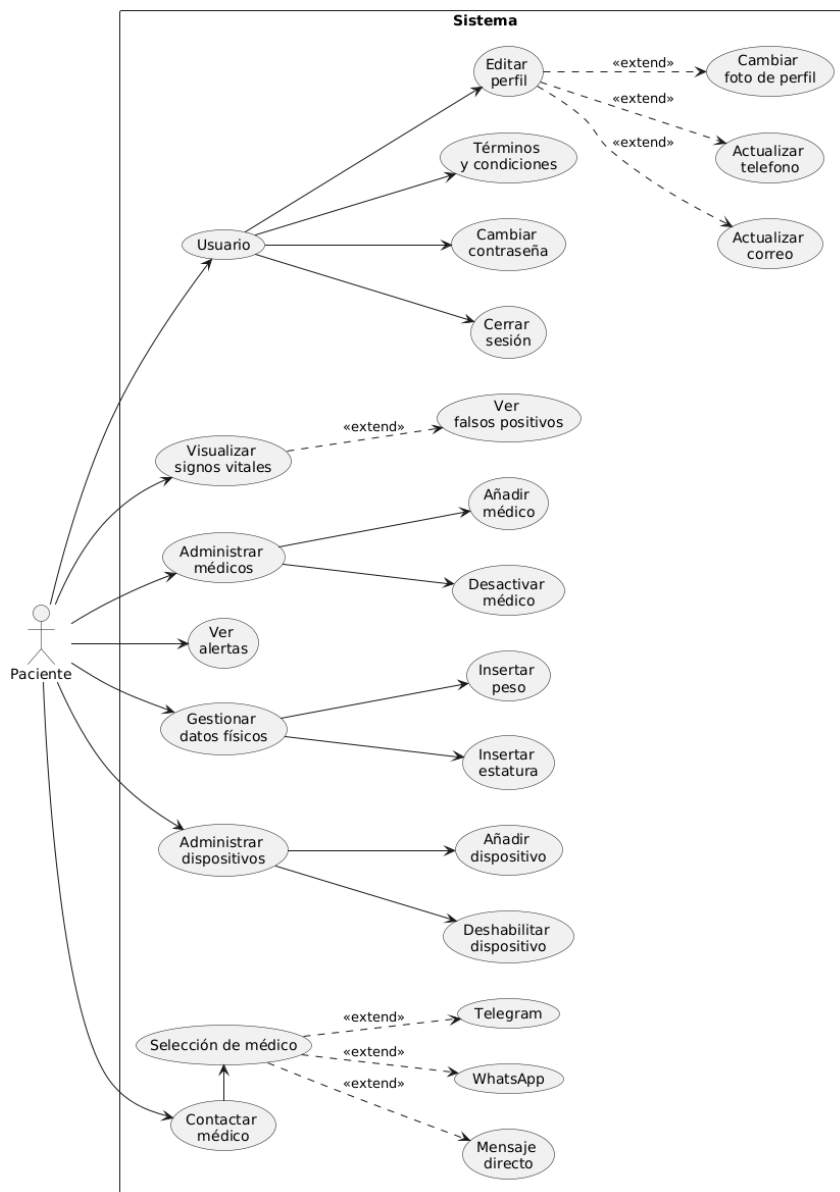 Sistema
Editar
perfil
«extend»
Cambiar
foto de perfil
«extend»
Actualizar
telefono
«extend»
Actualizar
correo
Términos
y condiciones
Usuario
Cambiar
contraseña
Cerrar
sesión
Visualizar
signos vitales
«extend»
Ver
falsos positivos
Administrar
médicos
Añadir
médico
Desactivar
médico
Paciente
Ver
alertas
Gestionar
datos físicos
Insertar
peso
Insertar
estatura
Administrar
dispositivos
Añadir
dispositivo
Deshabilitar
dispositivo
Selección de médico
«extend»
Telegram
«extend»
WhatsApp
«extend»
Mensaje
directo
Contactar
médico